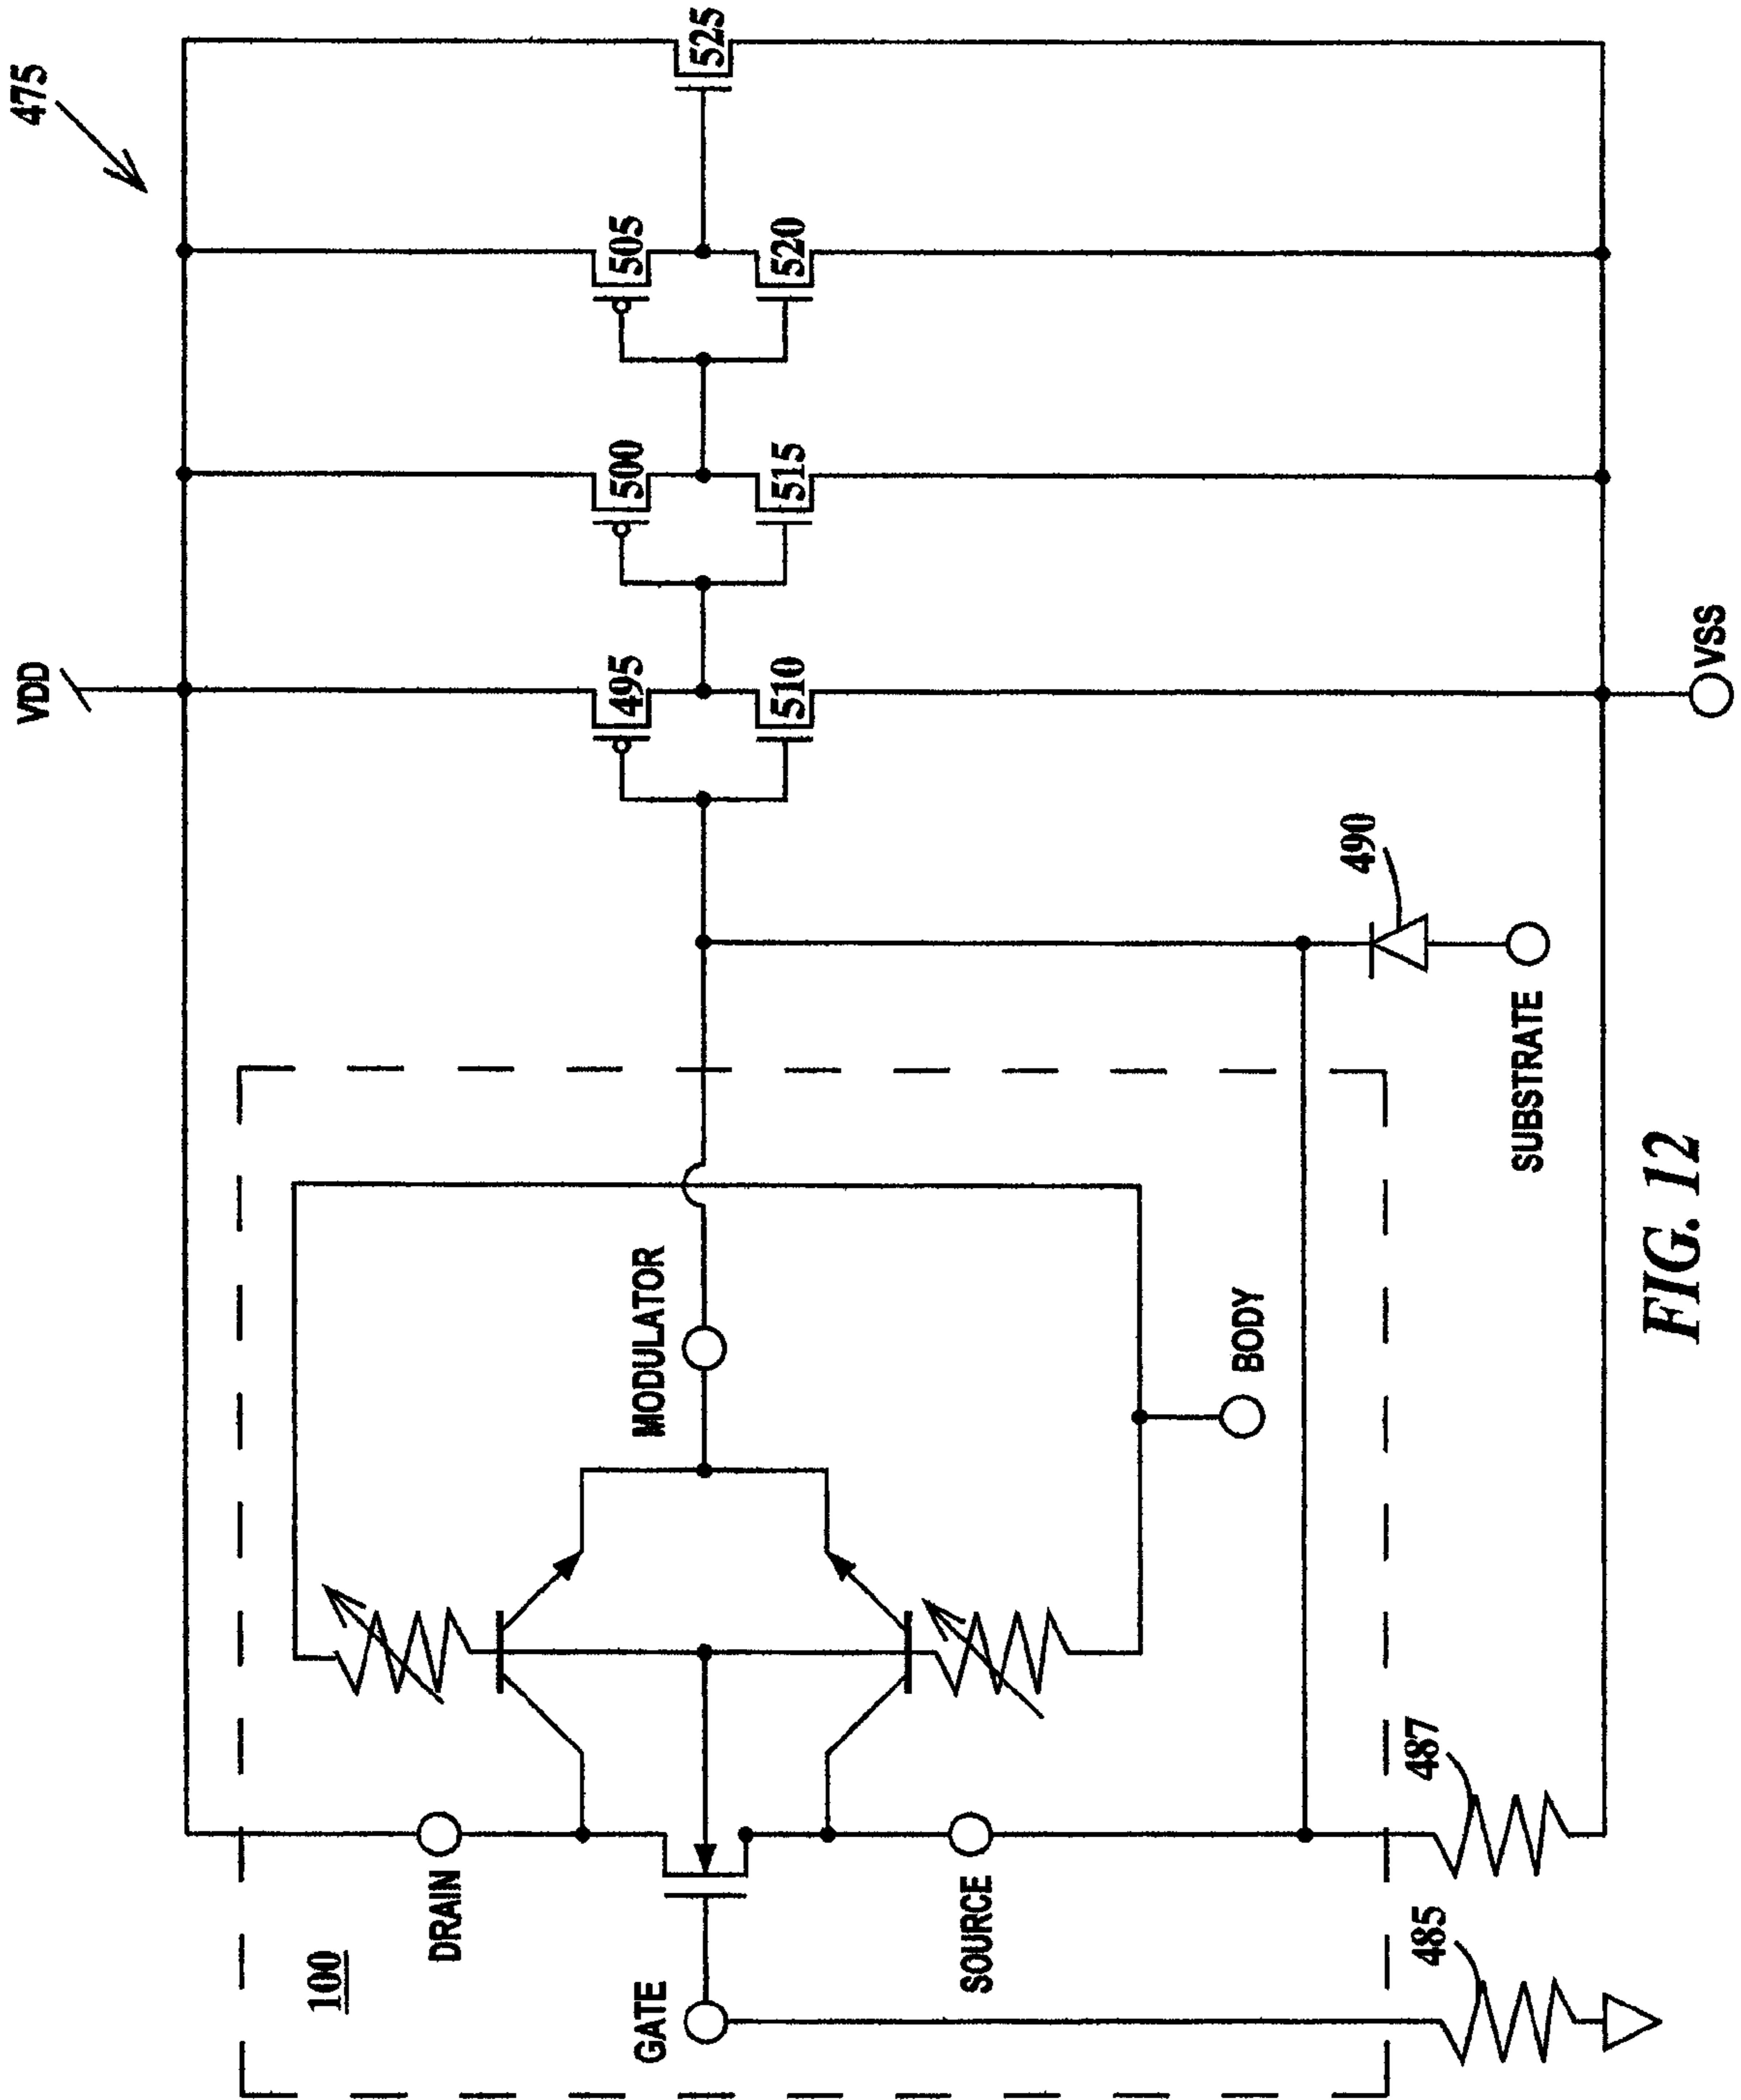 475
VDD
525
505
520
500
515
495
510
490
VSS
SUBSTRATE
MODULATOR
BODY
100
DRAIN
GATE
SOURCE
487
485
FIG. 12